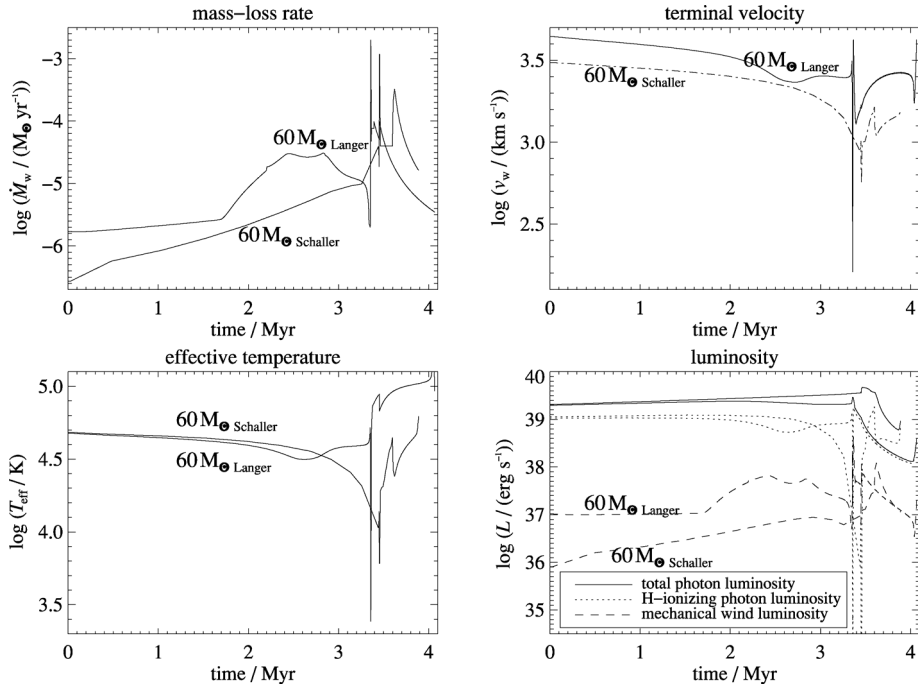 mass−loss rate
log (Ṁw / (M⊙ yr⁻¹))
−3
−4
−5
−6
60 M⊙ Langer
60 M⊙ Schaller
0 1 2 3 4
time / Myr
terminal velocity
log (vw / (km s⁻¹))
3.5
3.0
2.5
60 M⊙ Langer
60 M⊙ Schaller
0 1 2 3 4
time / Myr
effective temperature
log (Teff / K)
5.0
4.5
4.0
3.5
60 M⊙ Schaller
60 M⊙ Langer
0 1 2 3 4
time / Myr
luminosity
log (L / (erg s⁻¹))
40
39
38
37
36
35
60 M⊙ Langer
60 M⊙ Schaller
total photon luminosity
H−ionizing photon luminosity
mechanical wind luminosity
0 1 2 3 4
time / Myr